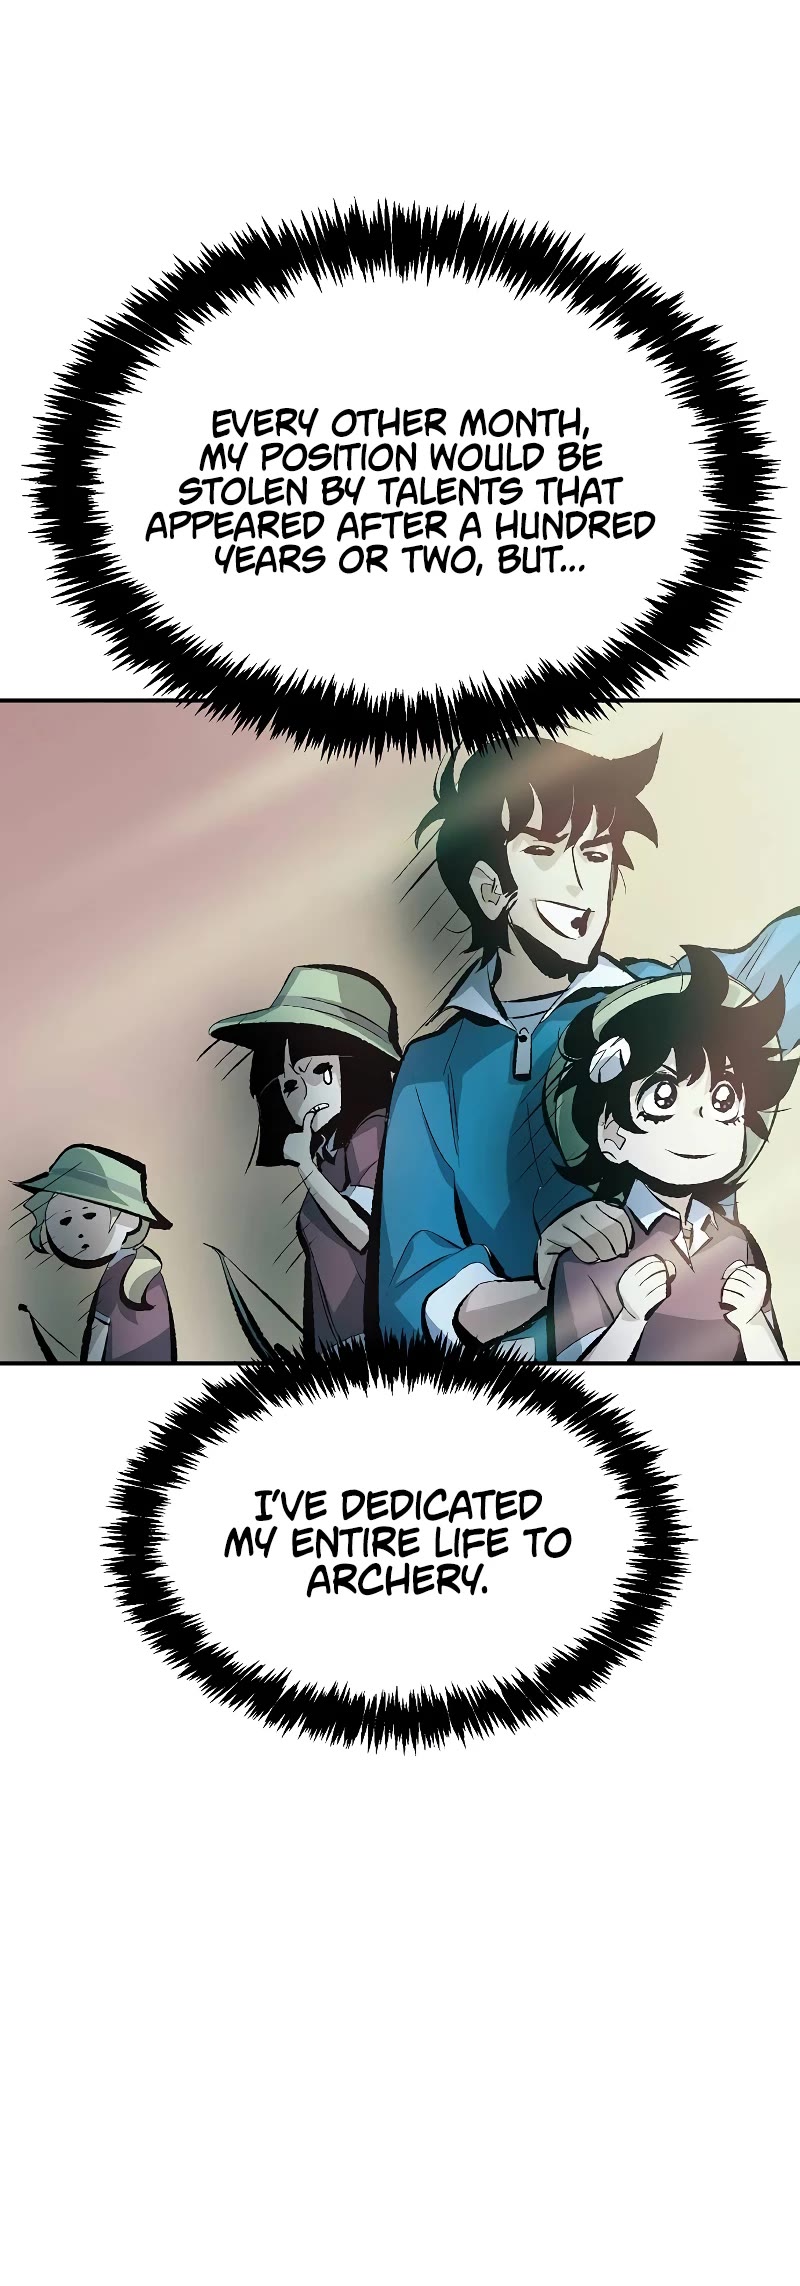 EVERY OTHER MONTH,
MY POSITION WOULD BE
STOLEN BY TALENTS THAT
APPEARED AFTER A HUNDRED
YEARS OR TWO, BUT...
I'VE DEDICATED
MY ENTIRE LIFE TO
ARCHERY.